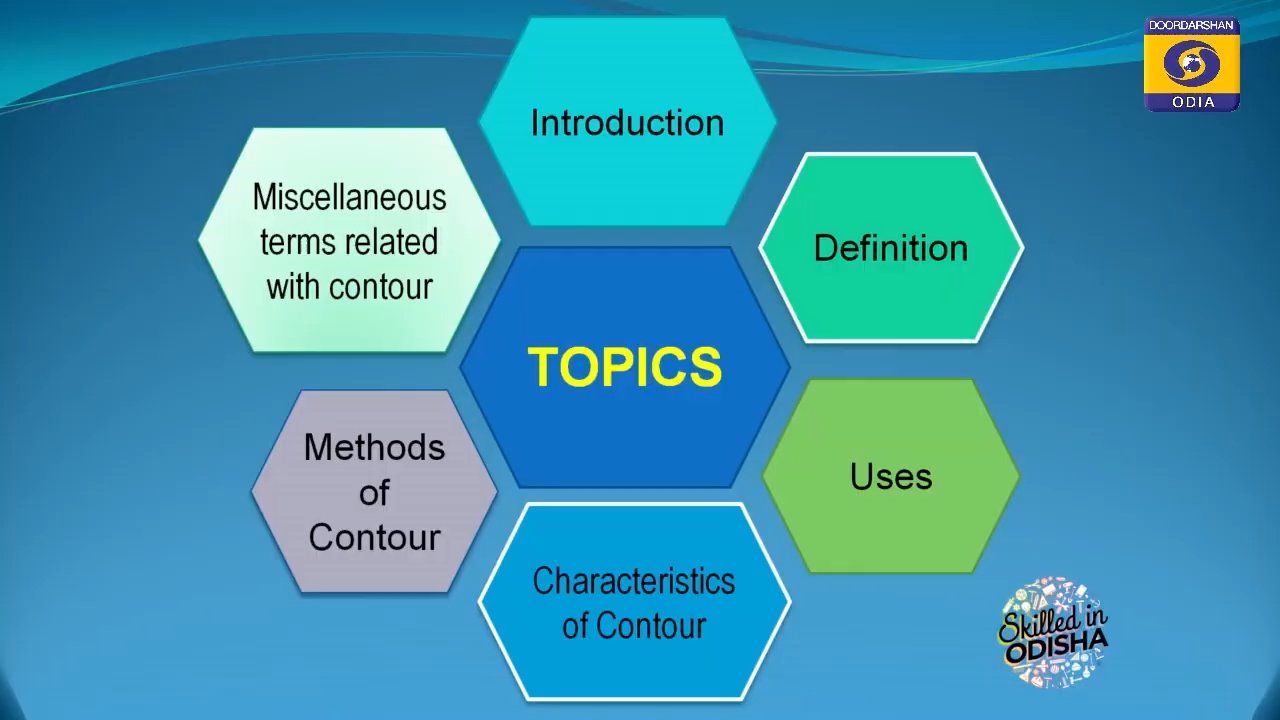 DOORDARSHAN
ODIA
Introduction
Definition
Uses
Characteristics
of Contour
Methods
of
Contour
Miscellaneous
terms related
with contour
TOPICS
Skilled in
ODISHA